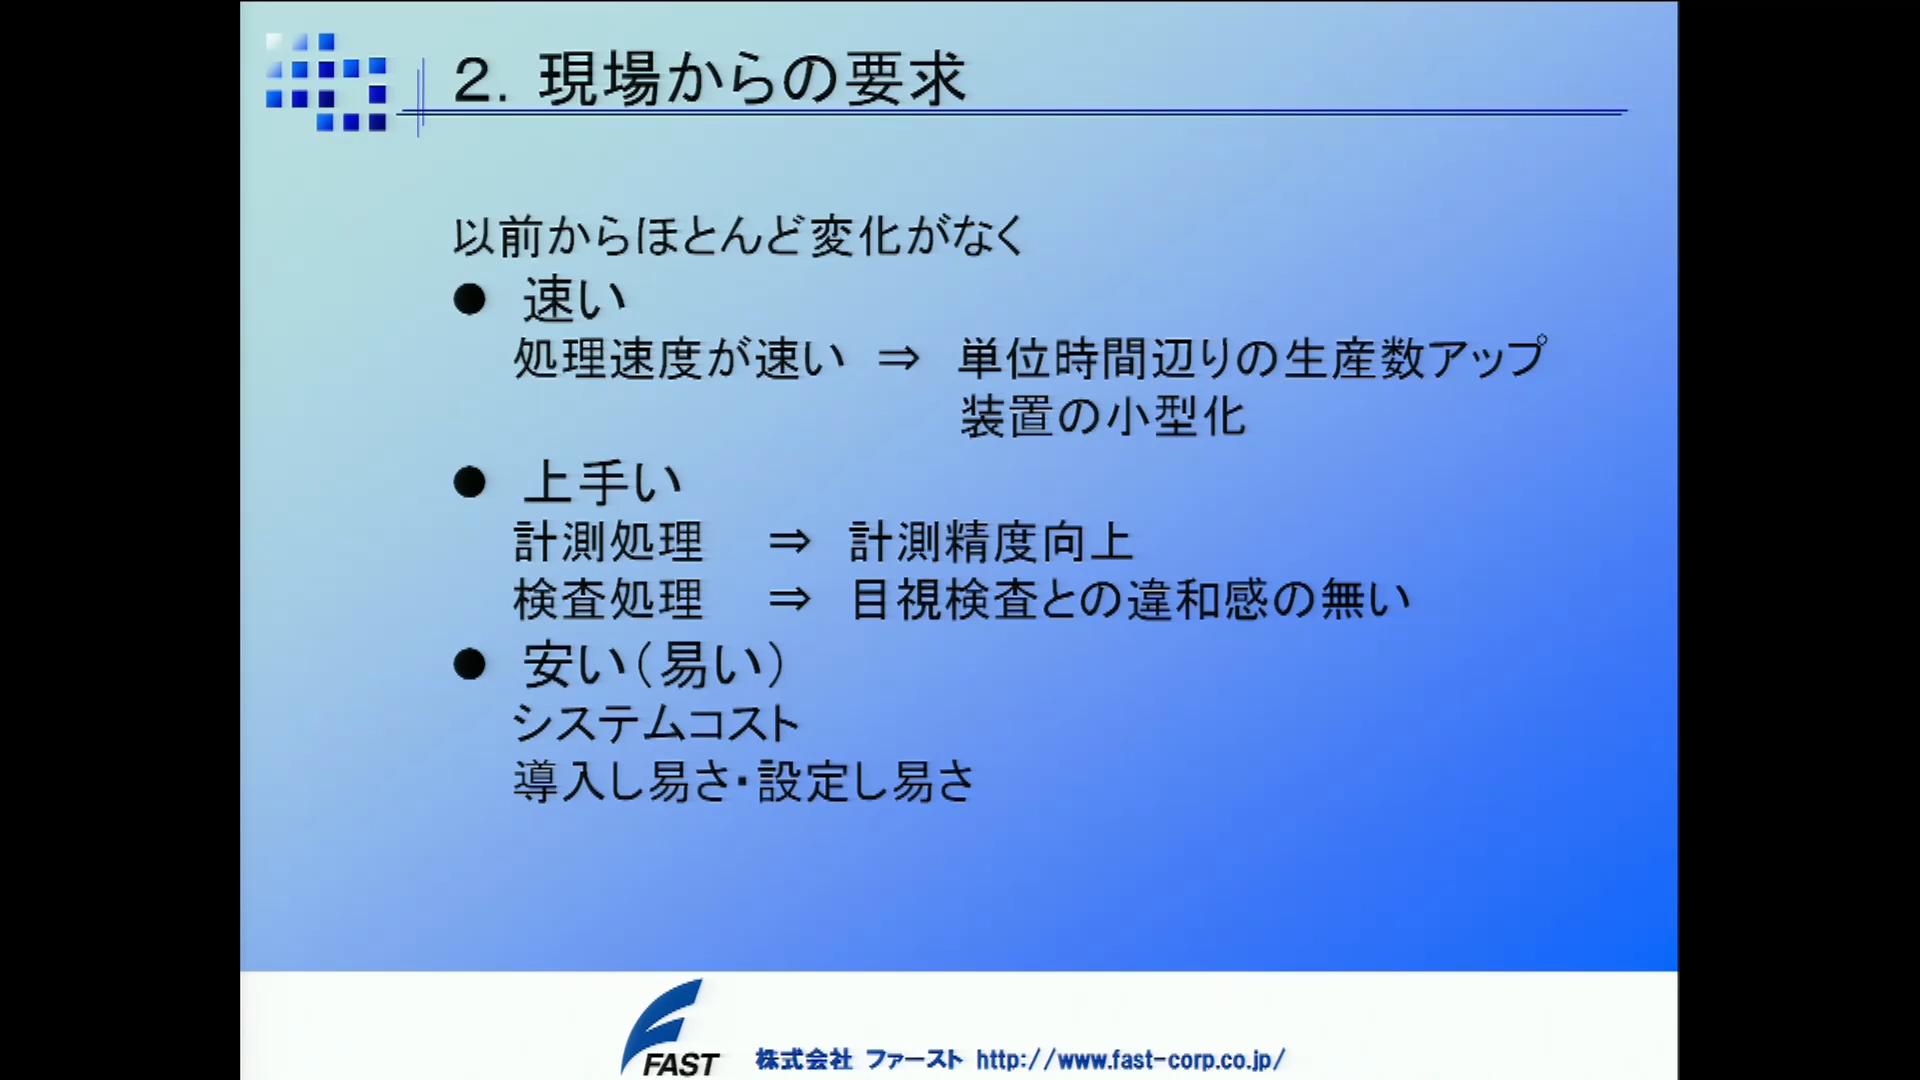 ２．現場からの要求
以前からほとんど変化がなく
● 速い
処理速度が速い ⇒ 単位時間辺りの生産数アップ
装置の小型化
● 上手い
計測処理 ⇒ 計測精度向上
検査処理 ⇒ 目視検査との違和感の無い
● 安い（易い）
システムコスト
導入し易さ・設定し易さ
FAST 株式会社 ファースト http://www.fast-corp.co.jp/